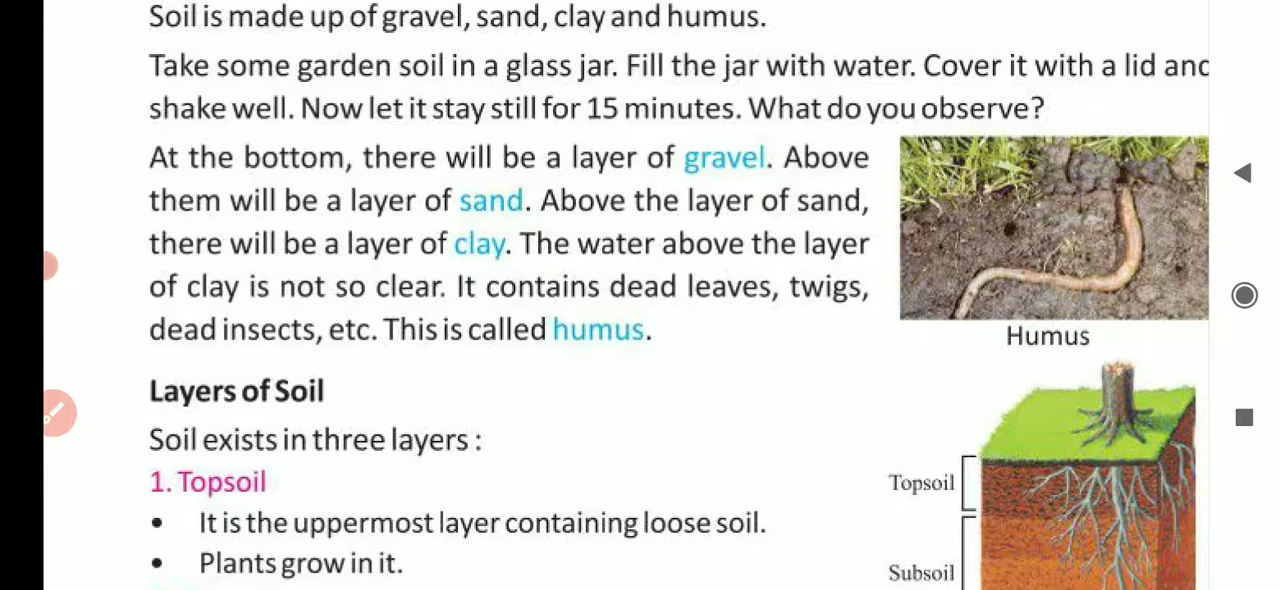 Soil is made up of gravel, sand, clay and humus.
Take some garden soil in a glass jar. Fill the jar with water. Cover it with a lid and
shake well. Now let it stay still for 15 minutes. What do you observe?
At the bottom, there will be a layer of gravel. Above
them will be a layer of sand. Above the layer of sand,
there will be a layer of clay. The water above the layer
of clay is not so clear. It contains dead leaves, twigs,
dead insects, etc. This is called humus.
Humus
Layers of Soil
Soil exists in three layers :
1. Topsoil
• It is the uppermost layer containing loose soil.
• Plants grow in it.
Topsoil
Subsoil